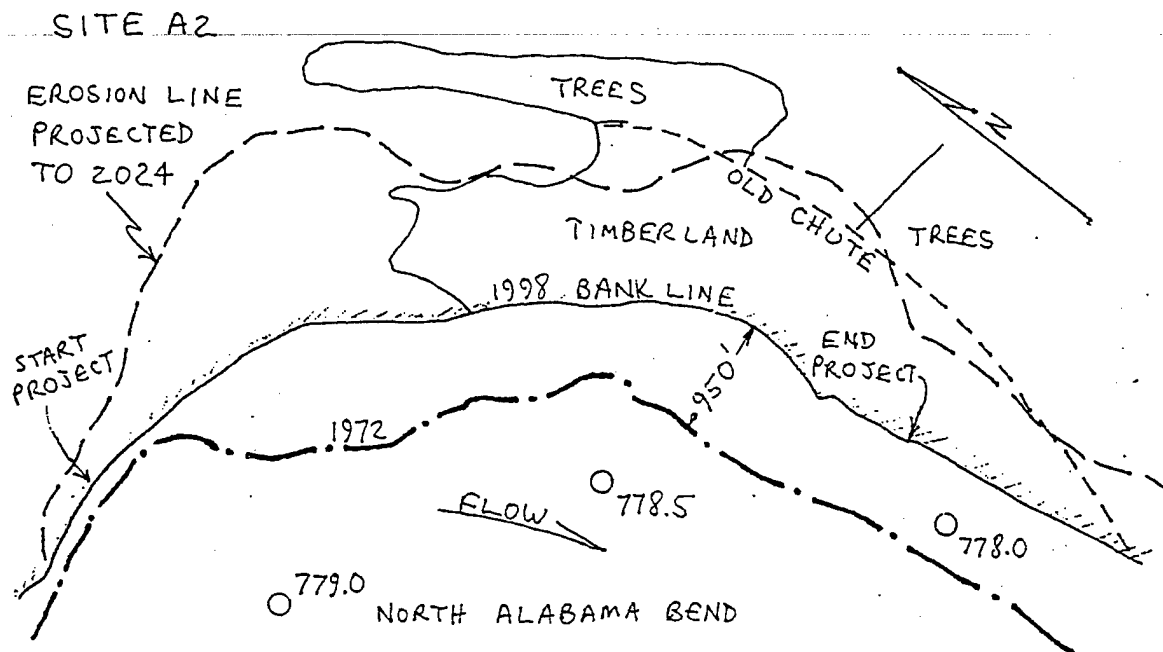 SITE A2
EROSION LINE
PROJECTED
TO 2024
TREES
N
OLD CHUTE
TREES
TIMBERLAND
1998 BANK LINE
START
PROJECT
END
PROJECT
950'
1972
778.5
FLOW
778.0
779.0
NORTH ALABAMA BEND